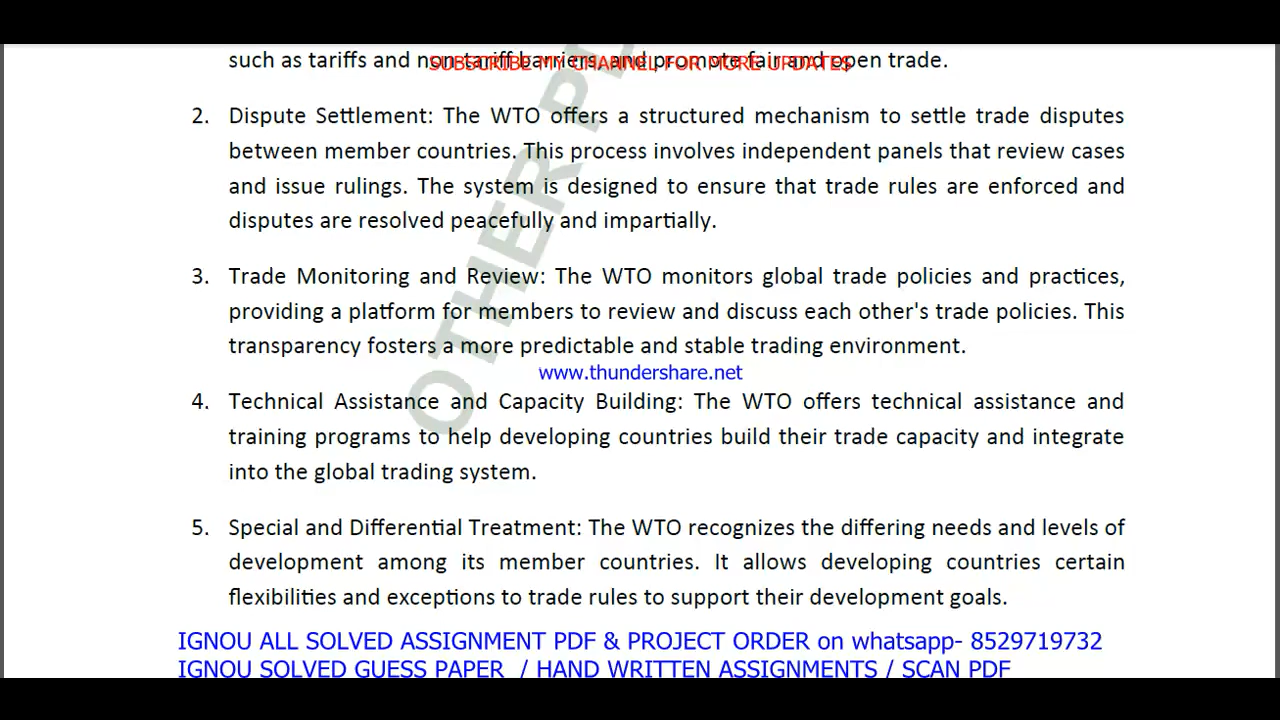 such as tariffs and non-tariff barriers, and promote fair and open trade.
SUBSCRIBE MY CHANNEL FOR MORE UPDATES
2. Dispute Settlement: The WTO offers a structured mechanism to settle trade disputes
between member countries. This process involves independent panels that review cases
and issue rulings. The system is designed to ensure that trade rules are enforced and
disputes are resolved peacefully and impartially.
3. Trade Monitoring and Review: The WTO monitors global trade policies and practices,
providing a platform for members to review and discuss each other's trade policies. This
transparency fosters a more predictable and stable trading environment.
www.thundershare.net
4. Technical Assistance and Capacity Building: The WTO offers technical assistance and
training programs to help developing countries build their trade capacity and integrate
into the global trading system.
5. Special and Differential Treatment: The WTO recognizes the differing needs and levels of
development among its member countries. It allows developing countries certain
flexibilities and exceptions to trade rules to support their development goals.
IGNOU ALL SOLVED ASSIGNMENT PDF & PROJECT ORDER on whatsapp- 8529719732
IGNOU SOLVED GUESS PAPER / HAND WRITTEN ASSIGNMENTS / SCAN PDF
OTHER